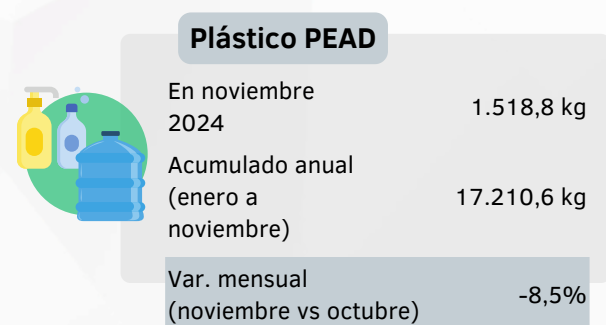 Plástico PEAD
En noviembre
2024
1.518,8 kg
Acumulado anual
(enero a
noviembre)
17.210,6 kg
Var. mensual
(noviembre vs octubre)
-8,5%